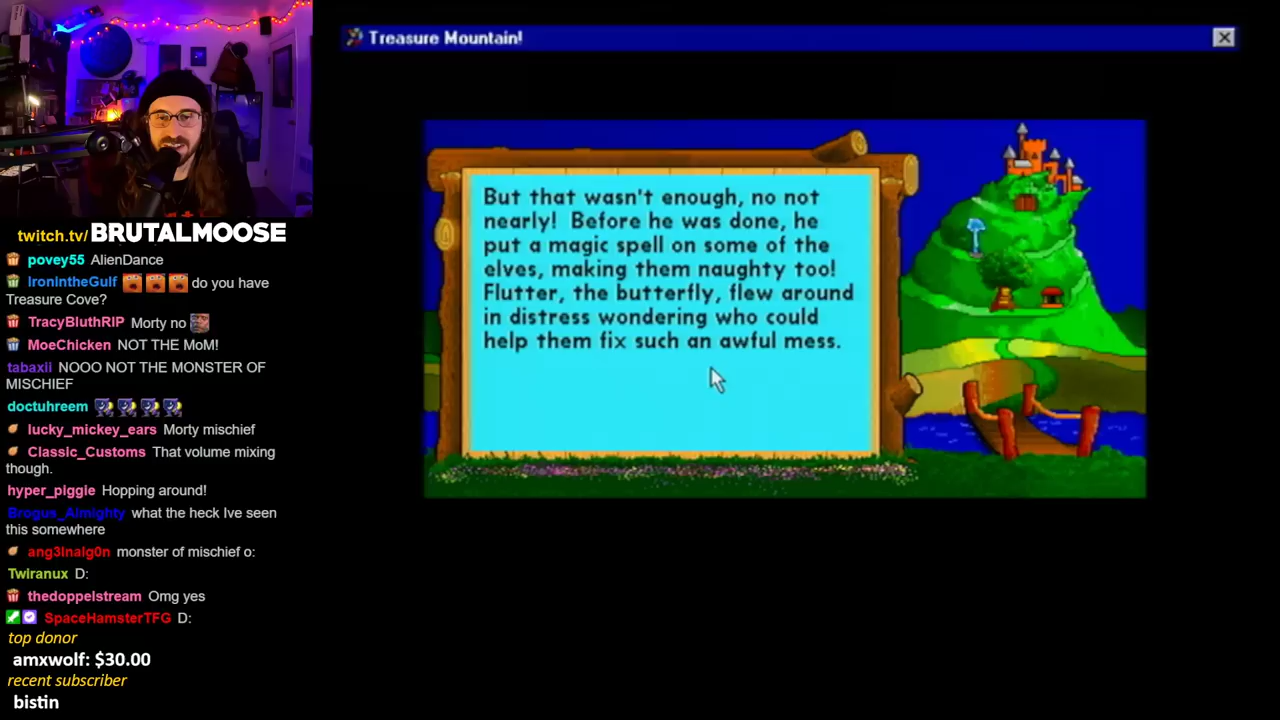 Treasure Mountain!
But that wasn't enough, no not
nearly! Before he was done, he
put a magic spell on some of the
elves, making them naughty too!
Flutter, the butterfly, flew around
in distress wondering who could
help them fix such an awful mess.
twitch.tv/BRUTALMOOSE
povey55 AlienDance
IronintheGulf do you have
Treasure Cove?
TracyBluthRIP Morty no
MoeChicken NOT THE MoM!
tabaxii NOOO NOT THE MONSTER OF
MISCHIEF
doctuhreem
lucky_mickey_ears Morty mischief
Classic_Customs That volume mixing
though.
hyper_piggie Hopping around!
Brogus_Almighty what the heck Ive seen
this somewhere
ang3lnalg0n monster of mischief o:
Twiranux D:
thedoppelstream Omg yes
SpaceHamsterTFG D:
top donor
amxwolf: $30.00
recent subscriber
bistin